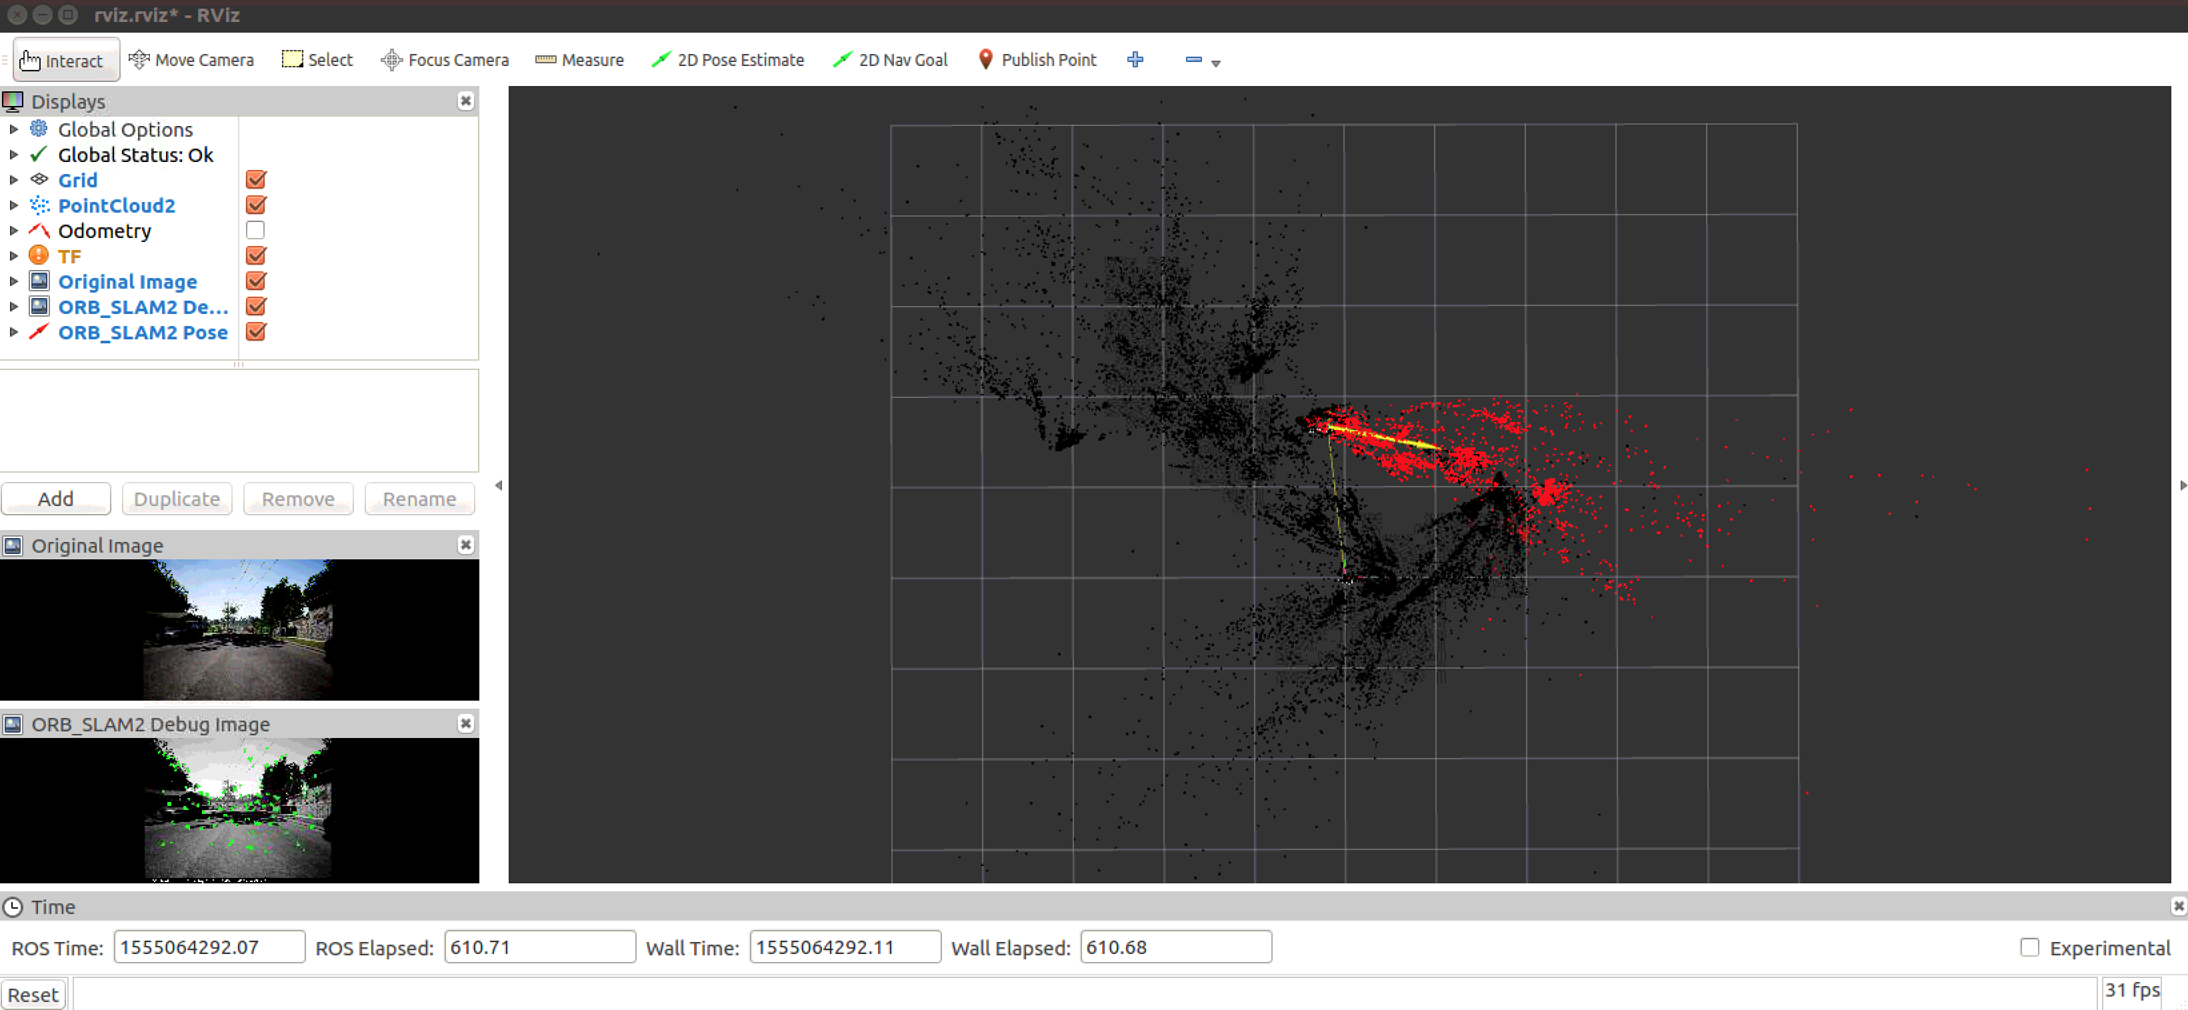 rviz.rviz* - RViz
Interact Move Camera Select Focus Camera Measure 2D Pose Estimate 2D Nav Goal Publish Point
Displays
Global Options
Global Status: Ok
Grid
PointCloud2
Odometry
TF
Original Image
ORB_SLAM2 De...
ORB_SLAM2 Pose
Add Duplicate Remove Rename
Original Image
ORB_SLAM2 Debug Image
Time
ROS Time: 1555064292.07 ROS Elapsed: 610.71 Wall Time: 1555064292.11 Wall Elapsed: 610.68 Experimental
Reset 31 fps